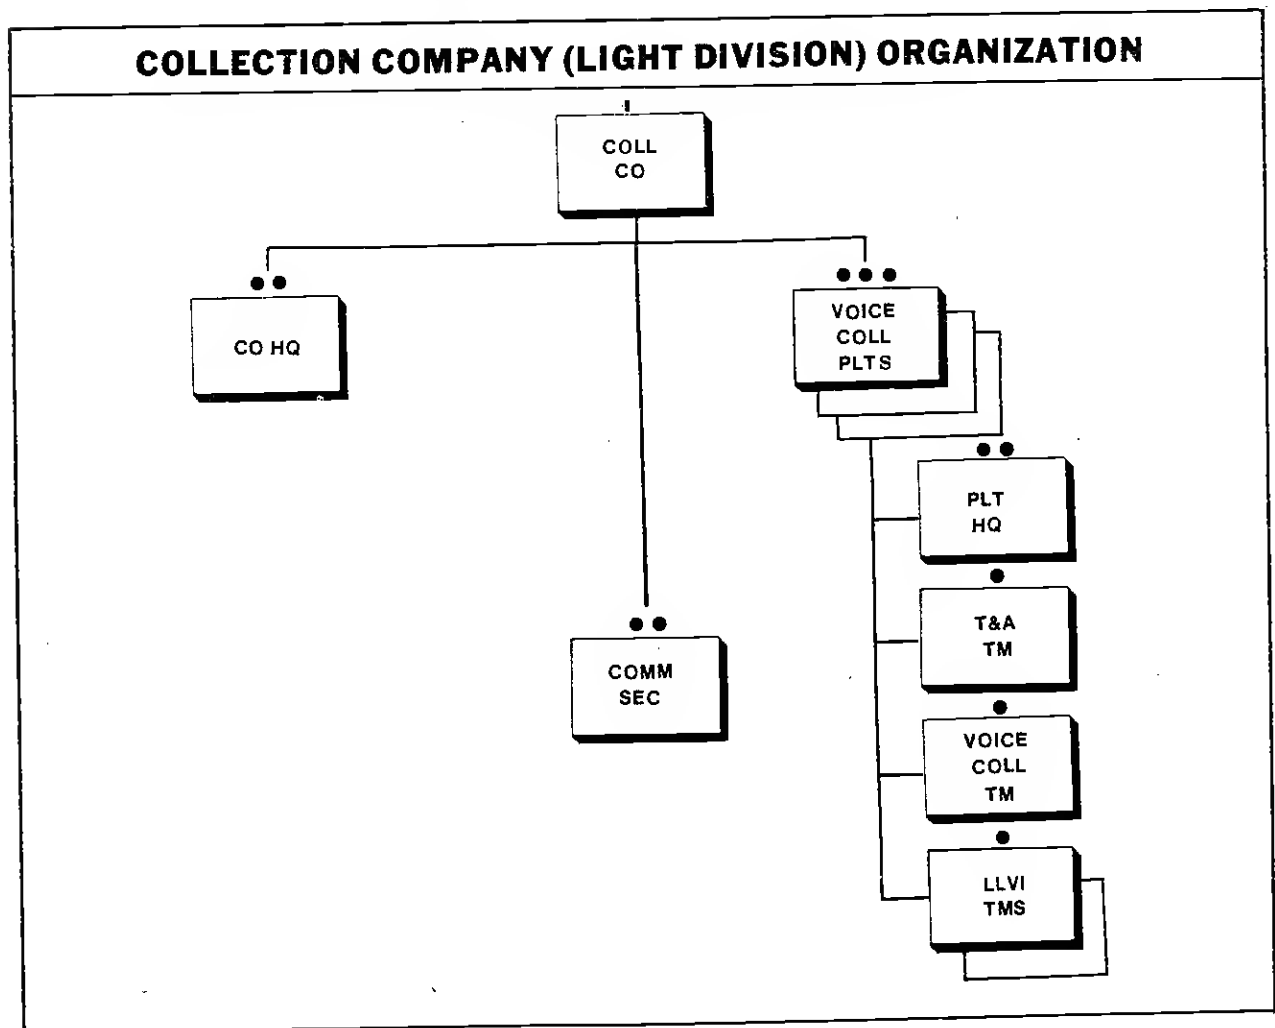 COLLECTION COMPANY (LIGHT DIVISION) ORGANIZATION
COLL
CO
CO HQ
VOICE
COLL
PLTS
PLT
HQ
T&A
TM
COMM
SEC
VOICE
COLL
TM
LLVI
TMS